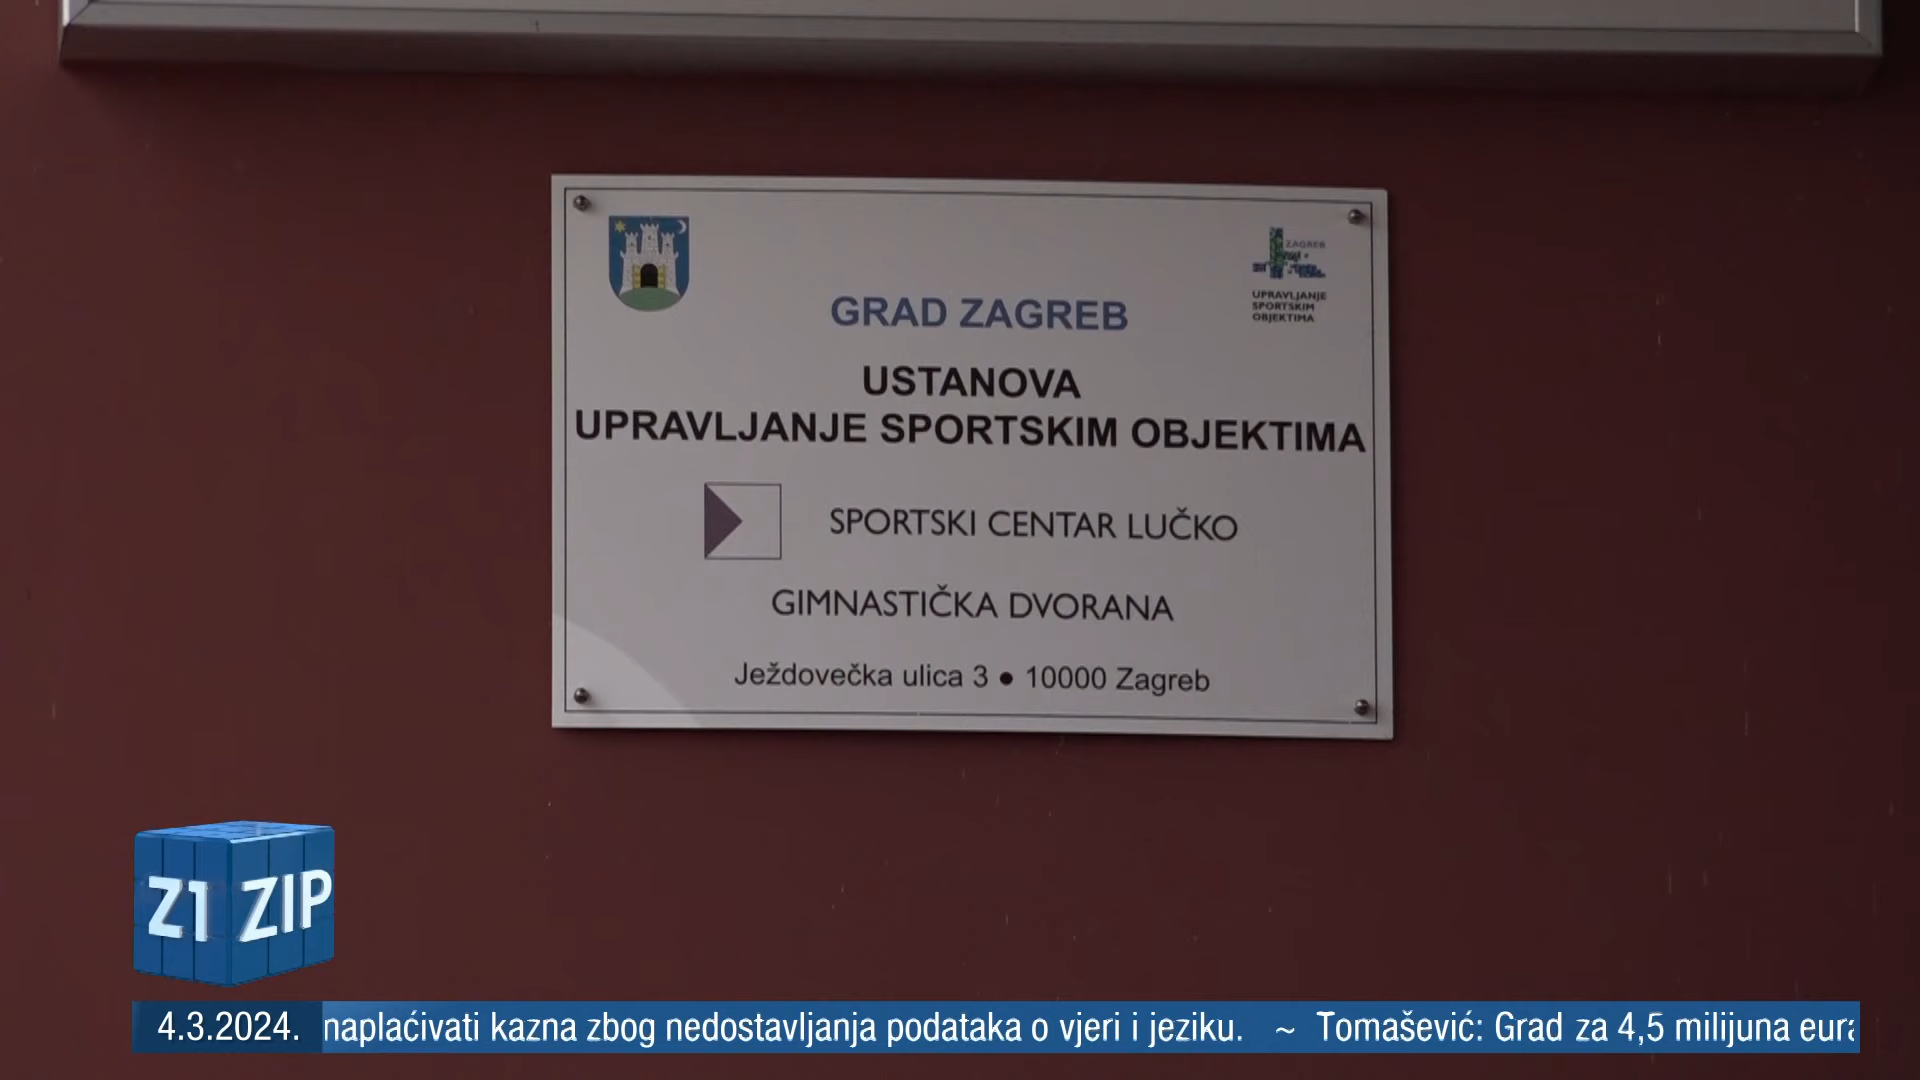 ZAGREB
UPRAVLJANJE
SPORTSKIM
OBJEKTIMA
GRAD ZAGREB
USTANOVA
UPRAVLJANJE SPORTSKIM OBJEKTIMA
SPORTSKI CENTAR LUČKO
GIMNASTIČKA DVORANA
Ježdovečka ulica 3 ● 10000 Zagreb
Z1 ZIP
4.3.2024. naplaćivati kazna zbog nedostavljanja podataka o vjeri i jeziku. ~ Tomašević: Grad za 4,5 milijuna eura